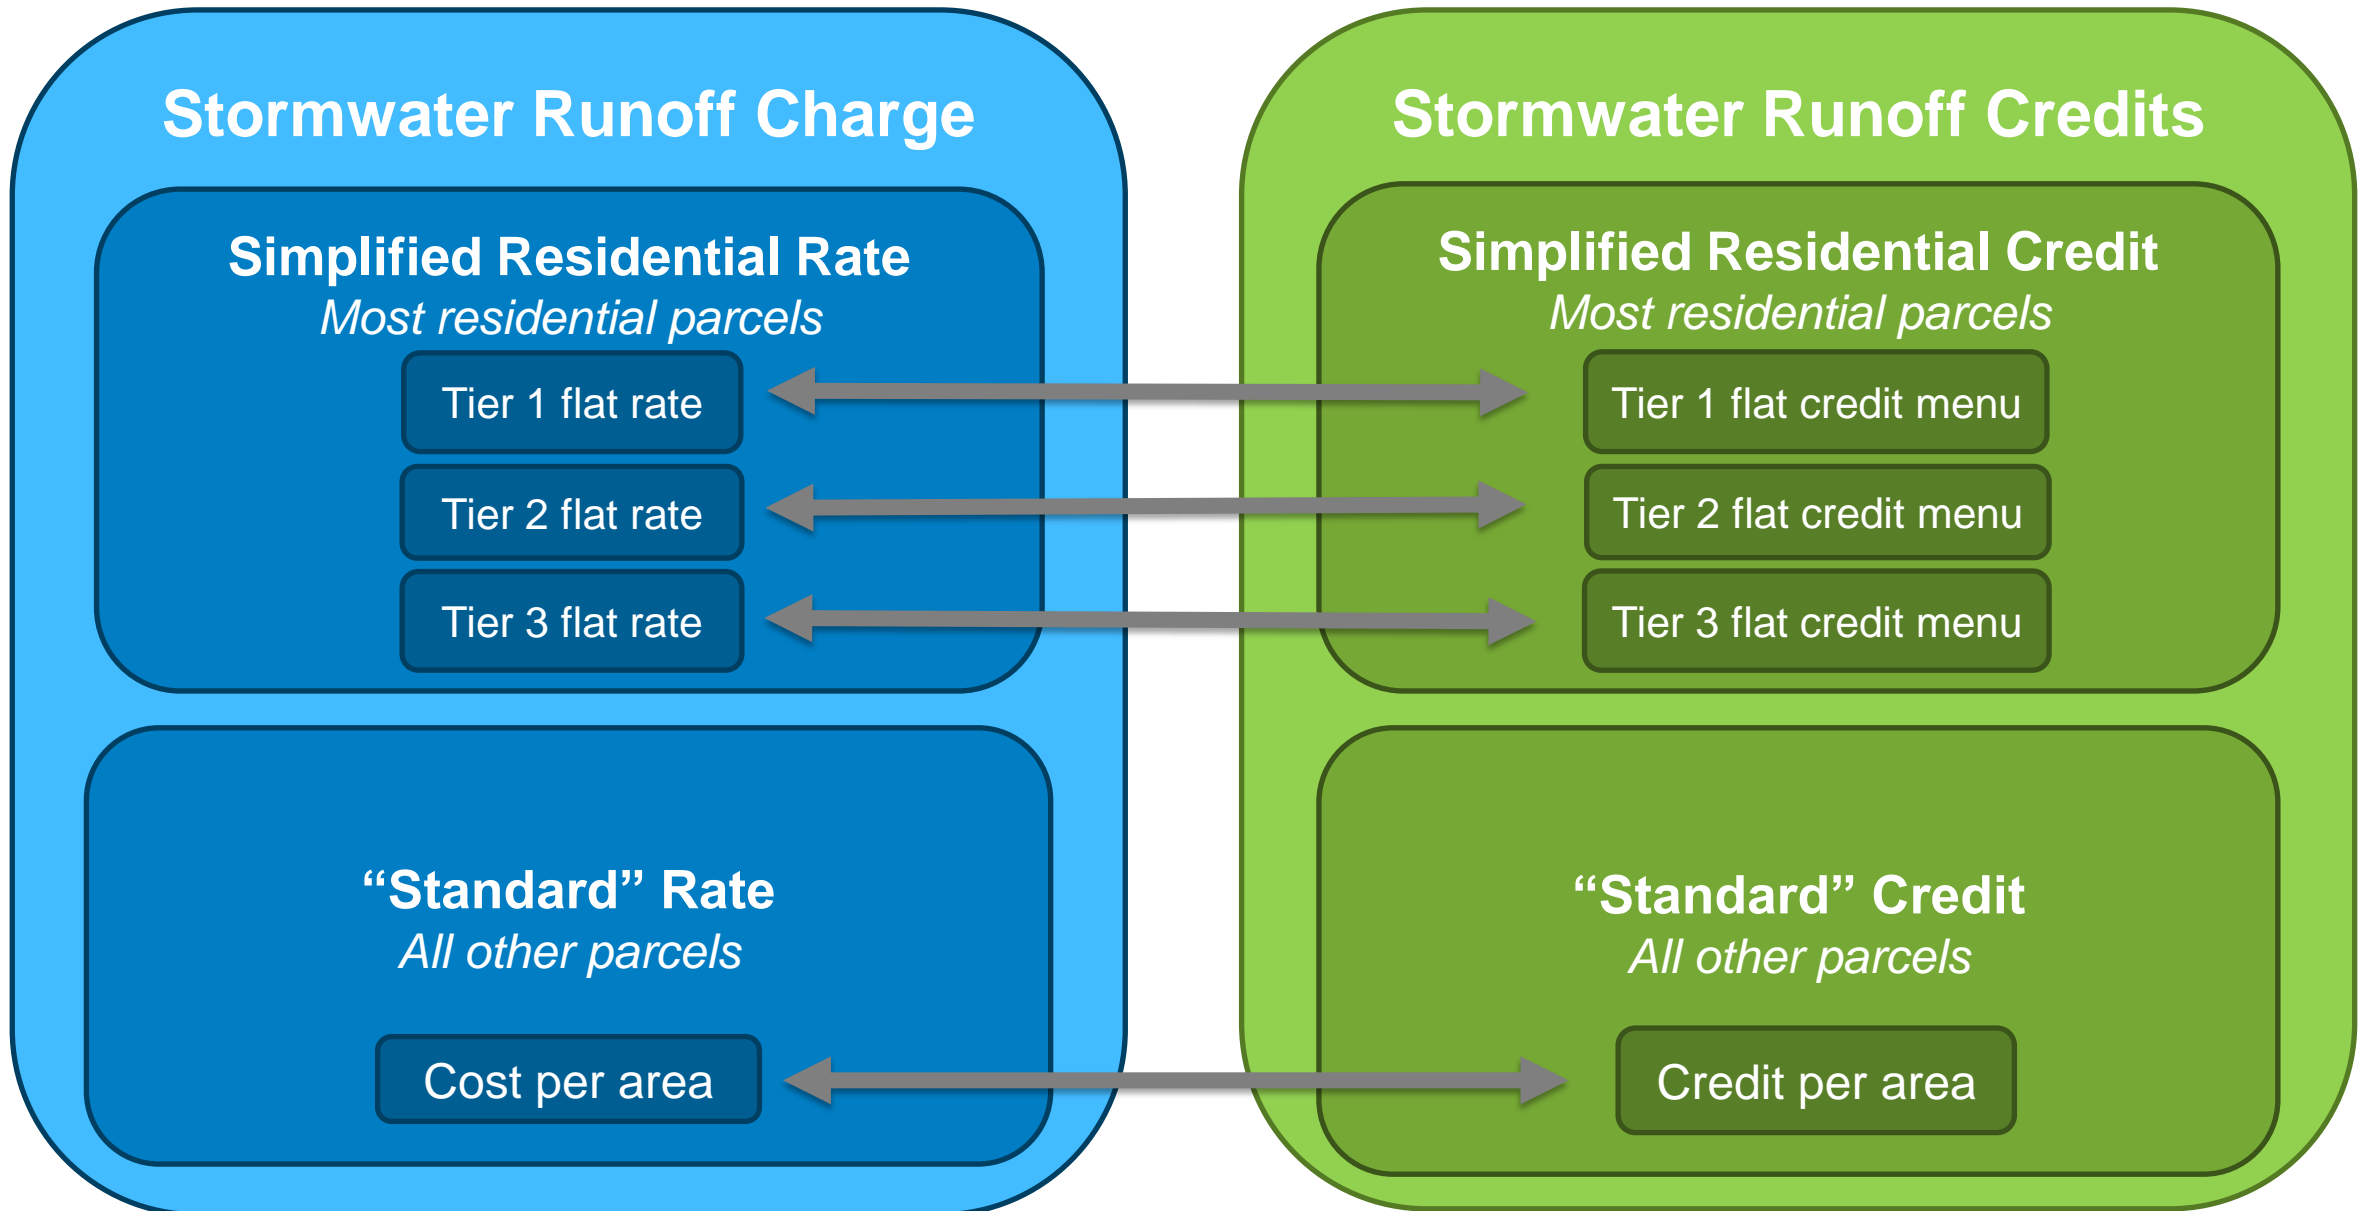 Stormwater Runoff Charge
Simplified Residential Rate
Most residential parcels
Tier 1 flat rate
Tier 2 flat rate
Tier 3 flat rate
“Standard” Rate
All other parcels
Cost per area
Stormwater Runoff Credits
Simplified Residential Credit
Most residential parcels
Tier 1 flat credit menu
Tier 2 flat credit menu
Tier 3 flat credit menu
“Standard” Credit
All other parcels
Credit per area